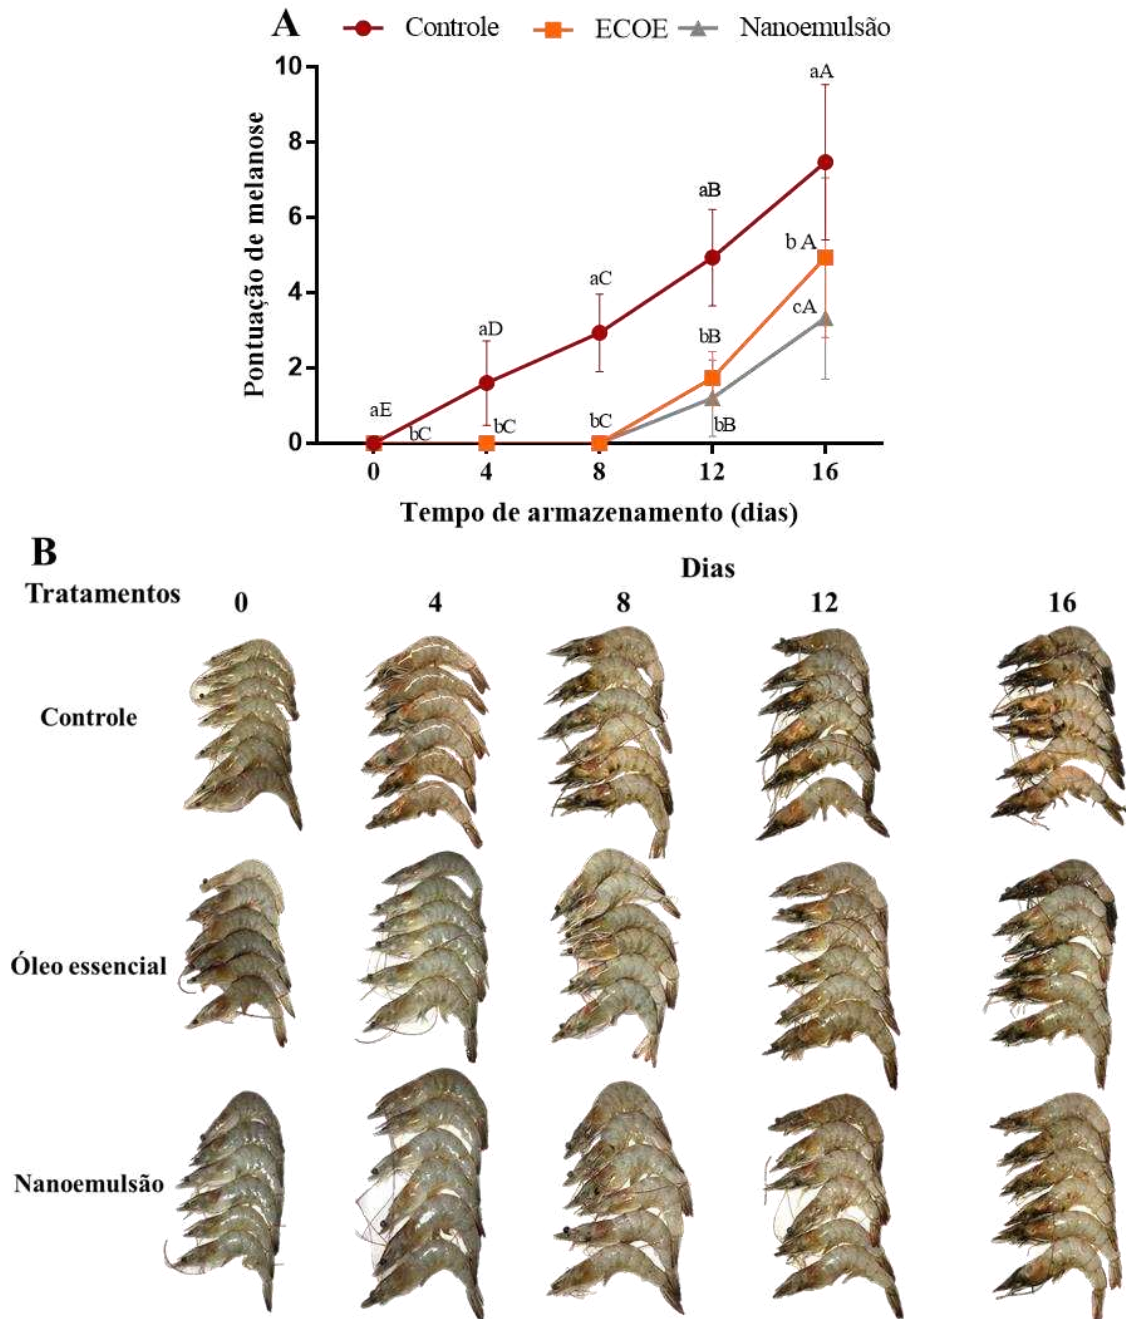 A Controle ECOE Nanoemulsão
10
8
6
4
2
0
Pontuação de melanose
aA
aB
b A
aC
cA
aD
bB
aE
bC
bC
bC
bB
0 4 8 12 16
Tempo de armazenamento (dias)
B
Dias
Tratamentos 0 4 8 12 16
Controle
Óleo essencial
Nanoemulsão